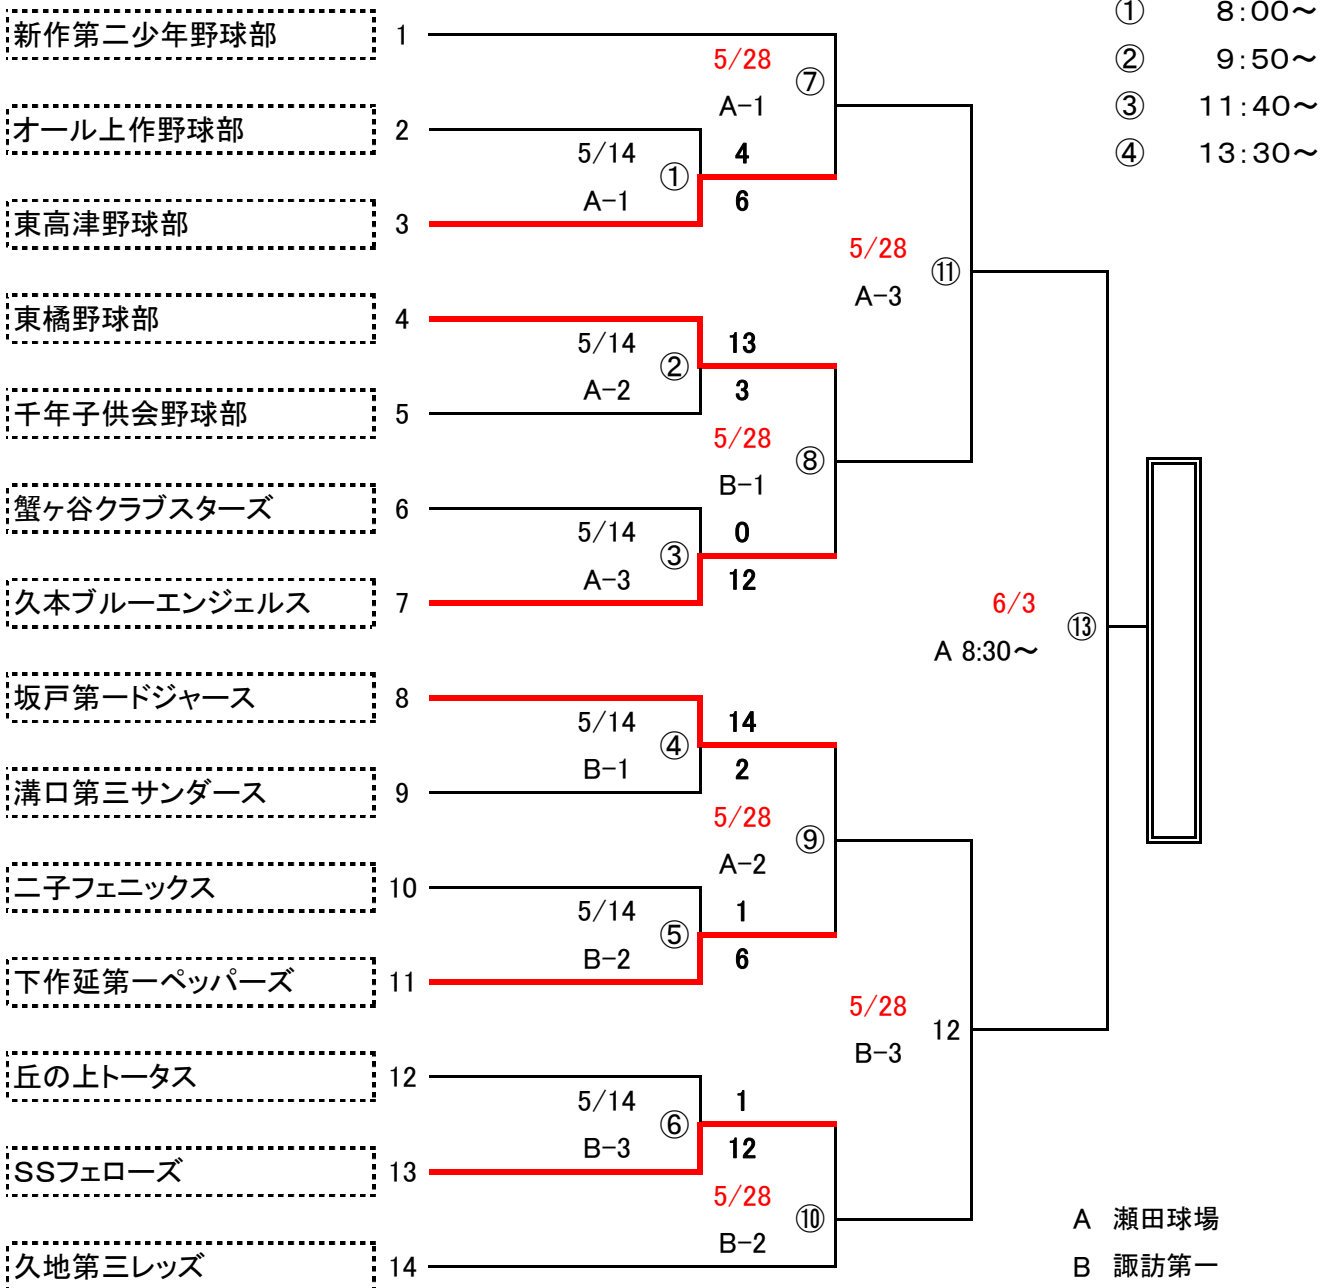 ① 8:00～
新作第二少年野球部 1
5/28
② 9:50～
⑦
A-1
③ 11:40～
オール上作野球部 2
5/14
4
④ 13:30～
①
A-1
6
東高津野球部 3
5/28
⑪
A-3
東橘野球部 4
5/14
13
②
A-2
3
千年子供会野球部 5
5/28
⑧
B-1
蟹ヶ谷クラブスターズ 6
5/14
0
③
A-3
12
久本ブルーエンジェルス 7
6/3
⑬
A 8:30～
坂戸第一ドジャース 8
5/14
14
④
B-1
2
溝口第三サンダース 9
5/28
⑨
A-2
二子フェニックス 10
5/14
1
⑤
B-2
6
下作延第一ペッパーズ 11
5/28
12
B-3
丘の上トータス 12
5/14
1
⑥
B-3
12
SSフェローズ 13
5/28
⑩
B-2
A 瀬田球場
久地第三レッズ 14
B 諏訪第一